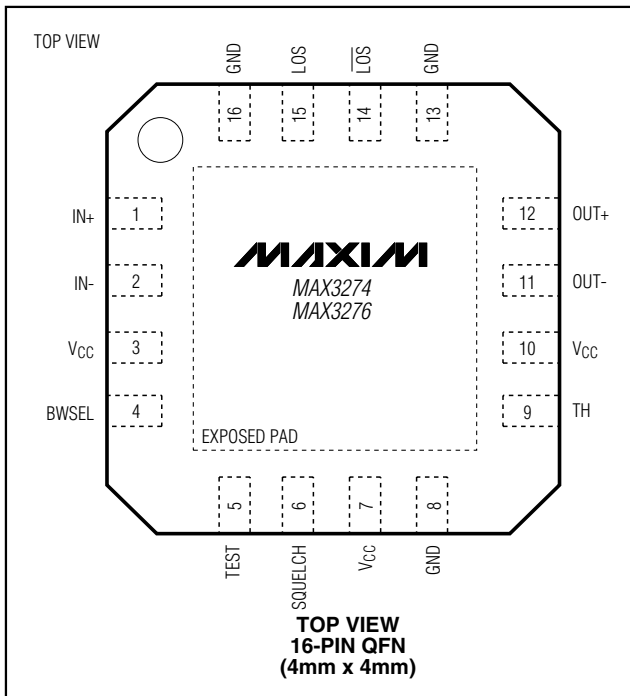 TOP VIEW
GND
LOS
LOS
GND
16
15
14
13
IN+
1
12
OUT+
IN-
2
11
OUT-
VCC
3
10
VCC
BWSEL
4
9
TH
MAXIM
MAX3274
MAX3276
EXPOSED PAD
5
6
7
8
TEST
SQUELCH
VCC
GND
TOP VIEW
16-PIN QFN
(4mm x 4mm)